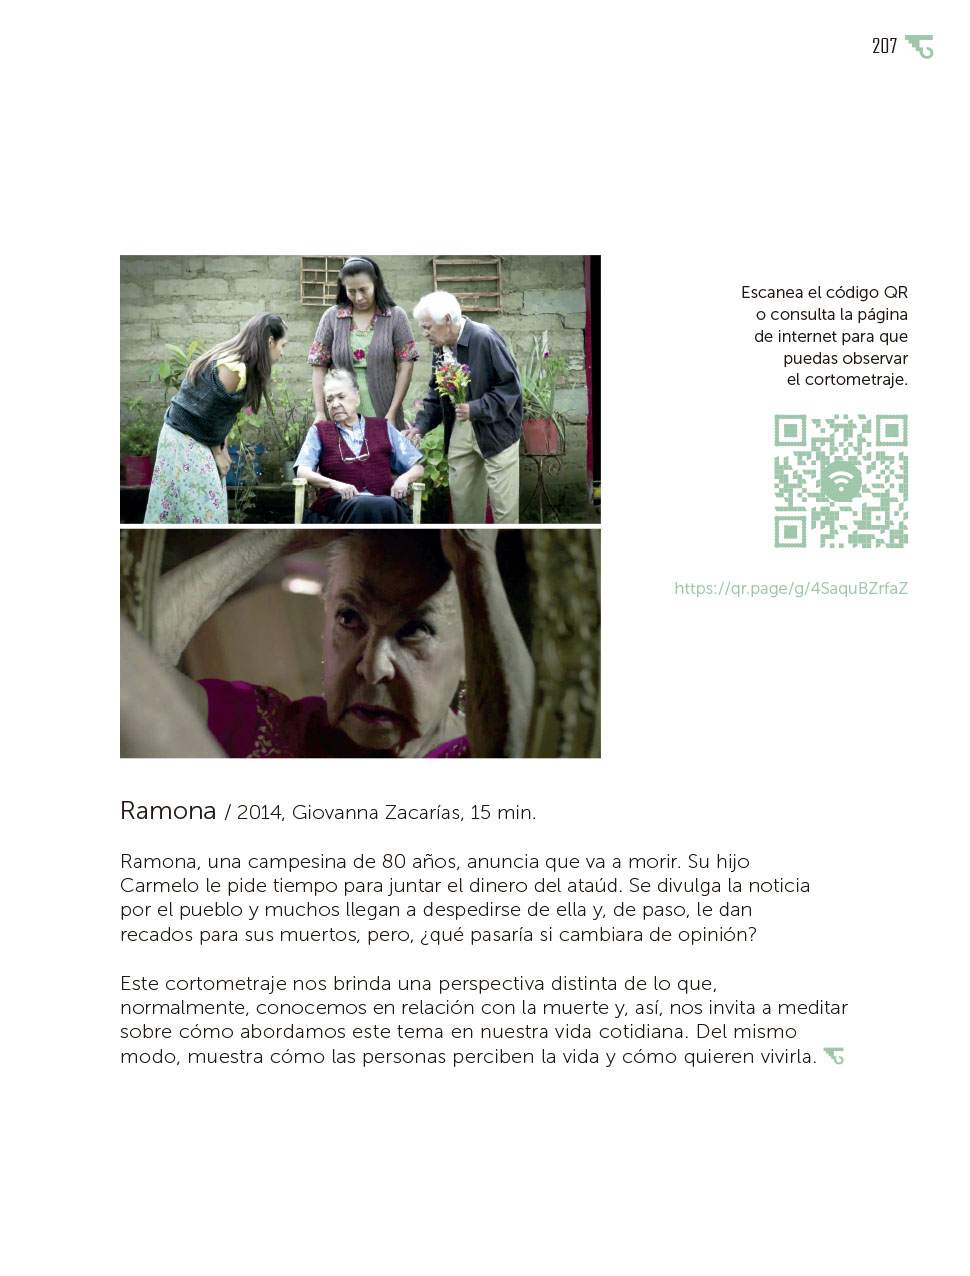 207
Escanea el código QR
o consulta la página
de internet para que
puedas observar
el cortometraje.
https://qr.page/g/4SaquBZrfaZ
Ramona / 2014, Giovanna Zacarías, 15 min.
Ramona, una campesina de 80 años, anuncia que va a morir. Su hijo
Carmelo le pide tiempo para juntar el dinero del ataúd. Se divulga la noticia
por el pueblo y muchos llegan a despedirse de ella y, de paso, le dan
recados para sus muertos, pero, ¿qué pasaría si cambiara de opinión?
Este cortometraje nos brinda una perspectiva distinta de lo que,
normalmente, conocemos en relación con la muerte y, así, nos invita a meditar
sobre cómo abordamos este tema en nuestra vida cotidiana. Del mismo
modo, muestra cómo las personas perciben la vida y cómo quieren vivirla.